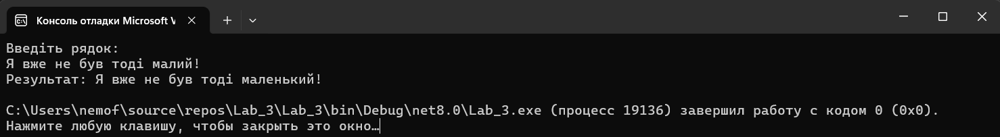 Консоль отладки Microsoft V
Введіть рядок:
Я вже не був тоді малий!
Результат: Я вже не був тоді маленький!
C:\Users\nemof\source\repos\Lab_3\Lab_3\bin\Debug\net8.0\Lab_3.exe (процесс 19136) завершил работу с кодом 0 (0x0).
Нажмите любую клавишу, чтобы закрыть это окно…